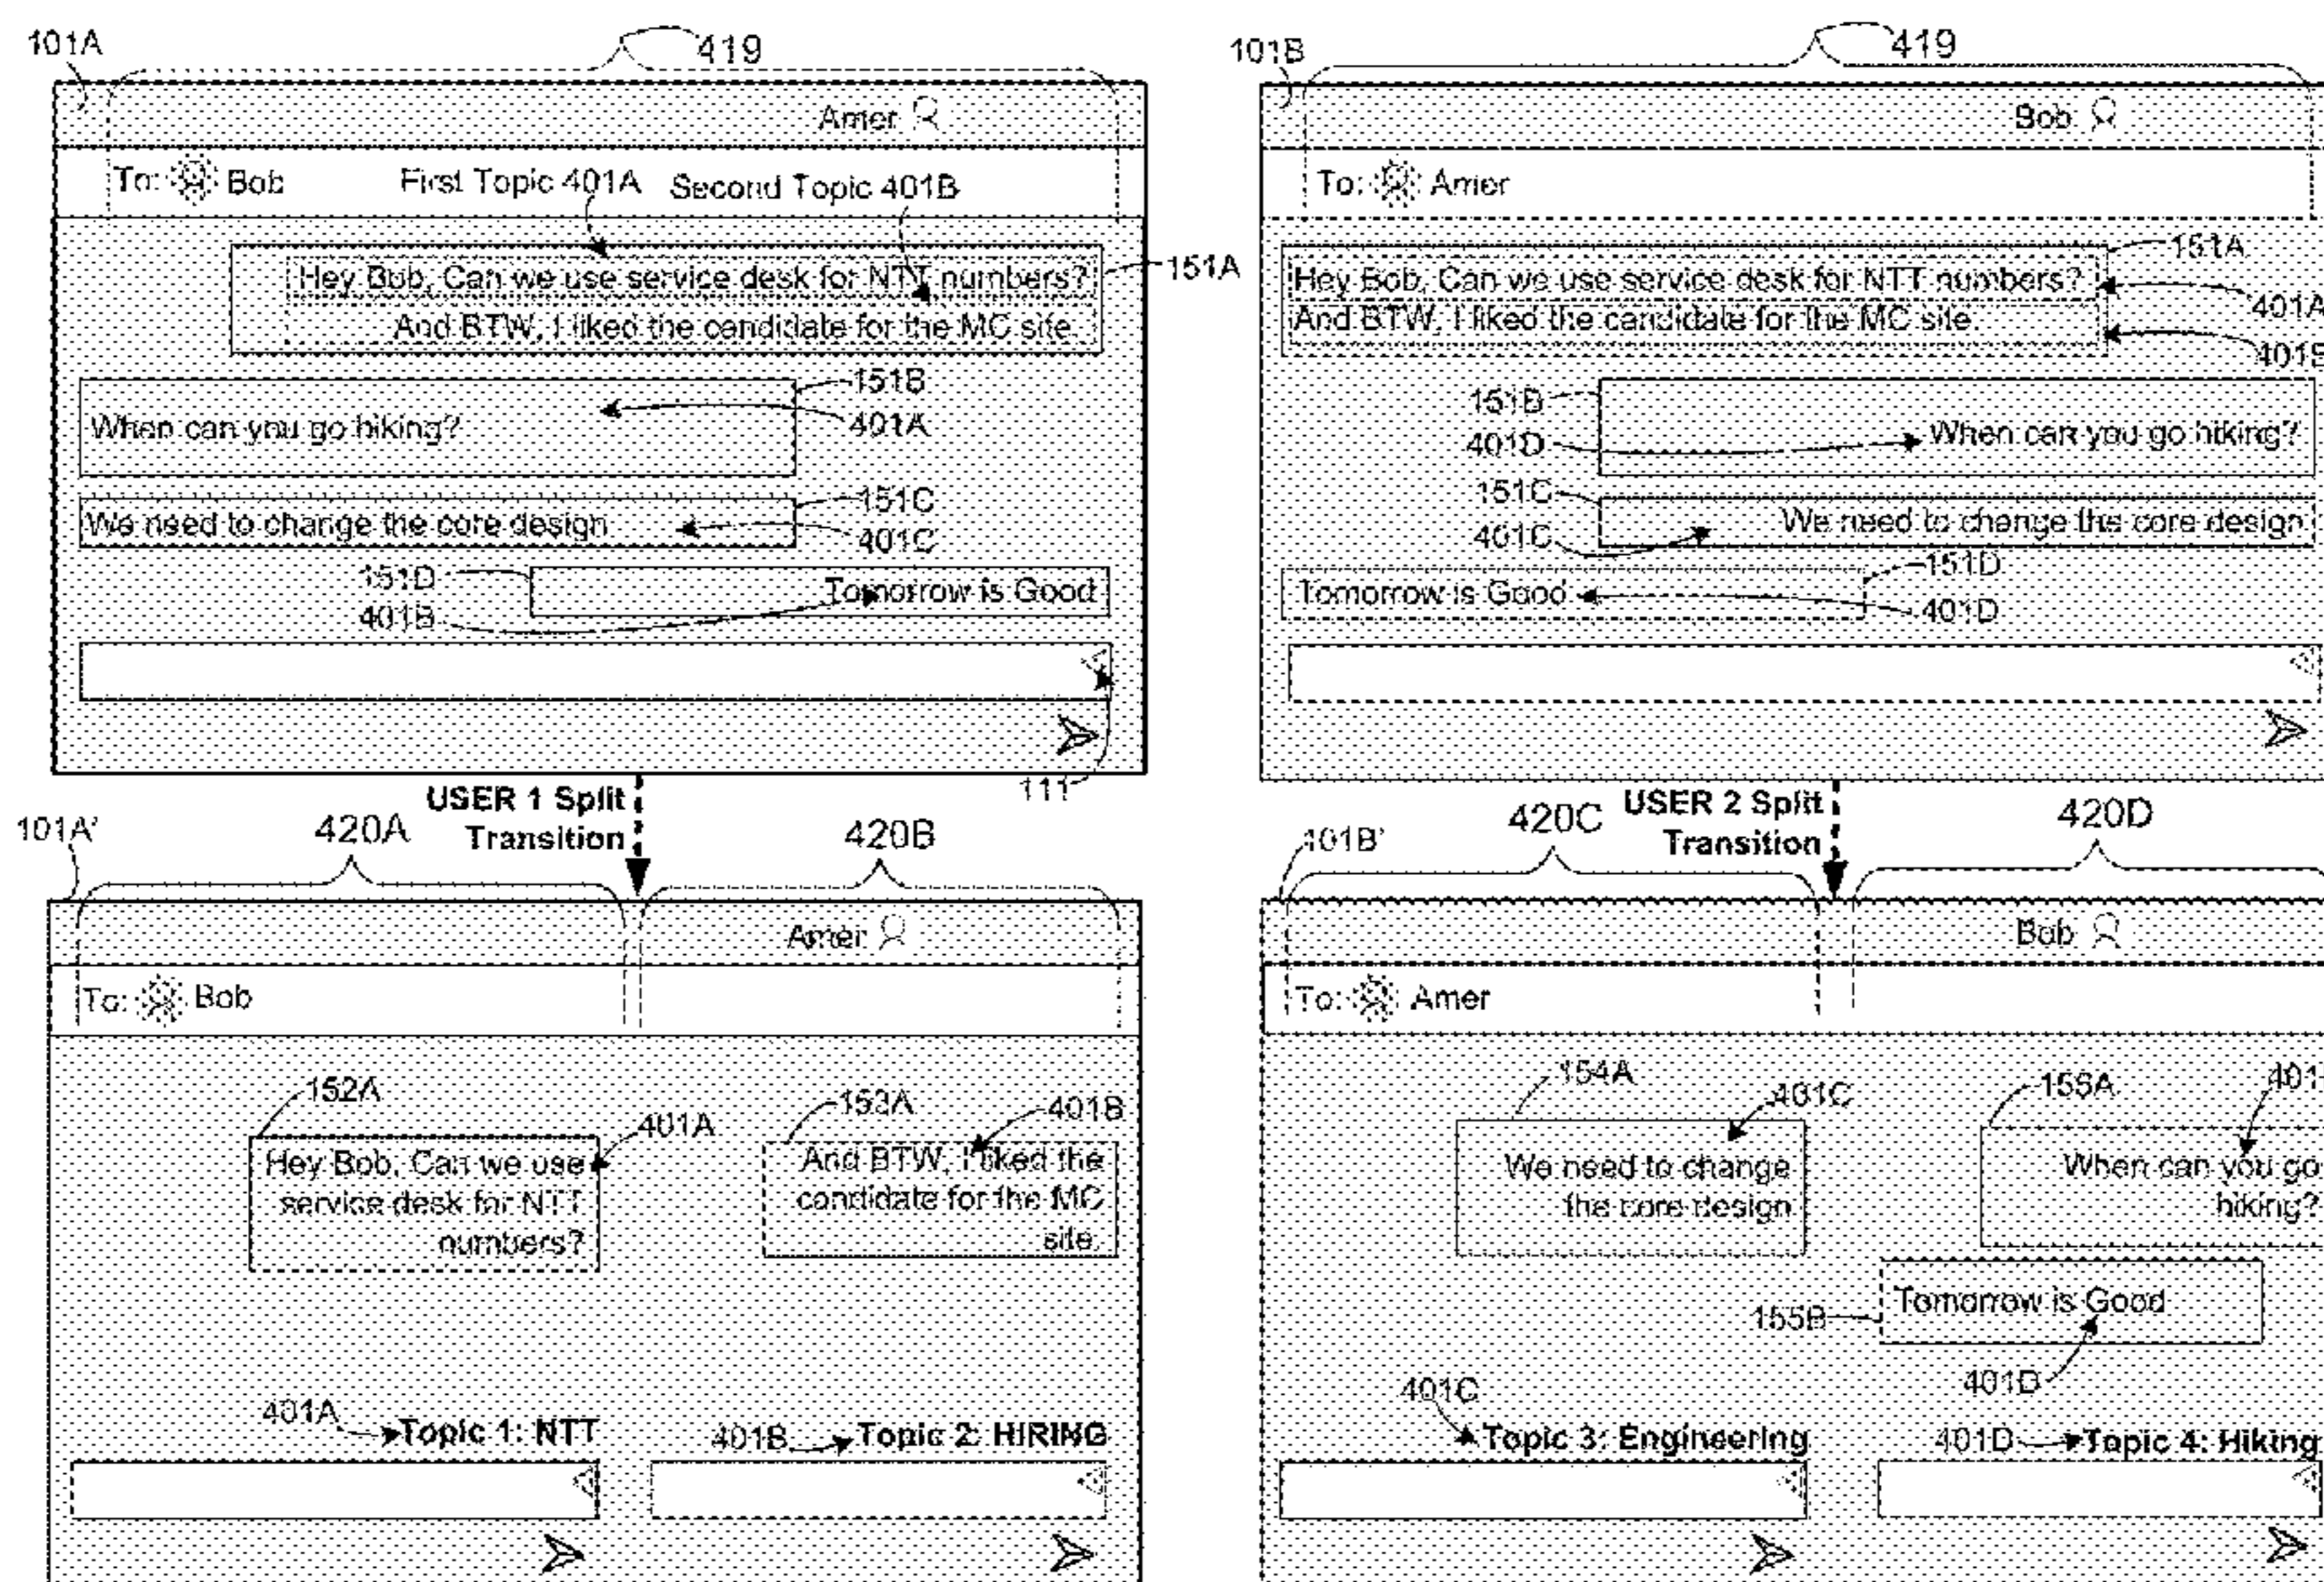 101A
419
Amer
To: Bob
First Topic 401A
Second Topic 401B
Hey Bob, Can we use service desk for NTT numbers?
And BTW, I liked the candidate for the MC site.
151A
151B
When can you go hiking?
401A
151C
We need to change the core design
401C
151D
Tomorrow is Good
401B
111
101B
419
Bob
To: Amer
151A
Hey Bob, Can we use service desk for NTT numbers?
401A
And BTW, I liked the candidate for the MC site.
401B
151B
When can you go hiking?
401D
151C
We need to change the core design
401C
151D
Tomorrow is Good
401D
USER 1 Split
Transition
101A'
420A
420B
Amer
To: Bob
152A
401A
Hey Bob, Can we use
service desk for NTT
numbers?
153A
401B
And BTW, I liked the
candidate for the MC
site.
401A
Topic 1: NTT
401B
Topic 2: HIRING
USER 2 Split
Transition
401B'
420C
420D
Bob
To: Amer
154A
401C
We need to change
the core design
155A
401
When can you go
hiking?
155B
Tomorrow is Good
401D
401C
Topic 3: Engineering
401D
Topic 4: Hiking